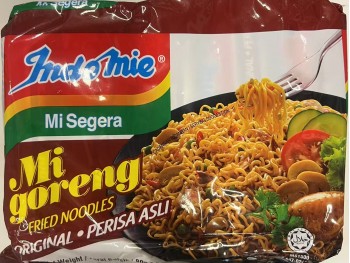 Indomie®
Mi Segera
Mi
goreng
FRIED NOODLES
ORIGINAL • PERISA ASLI